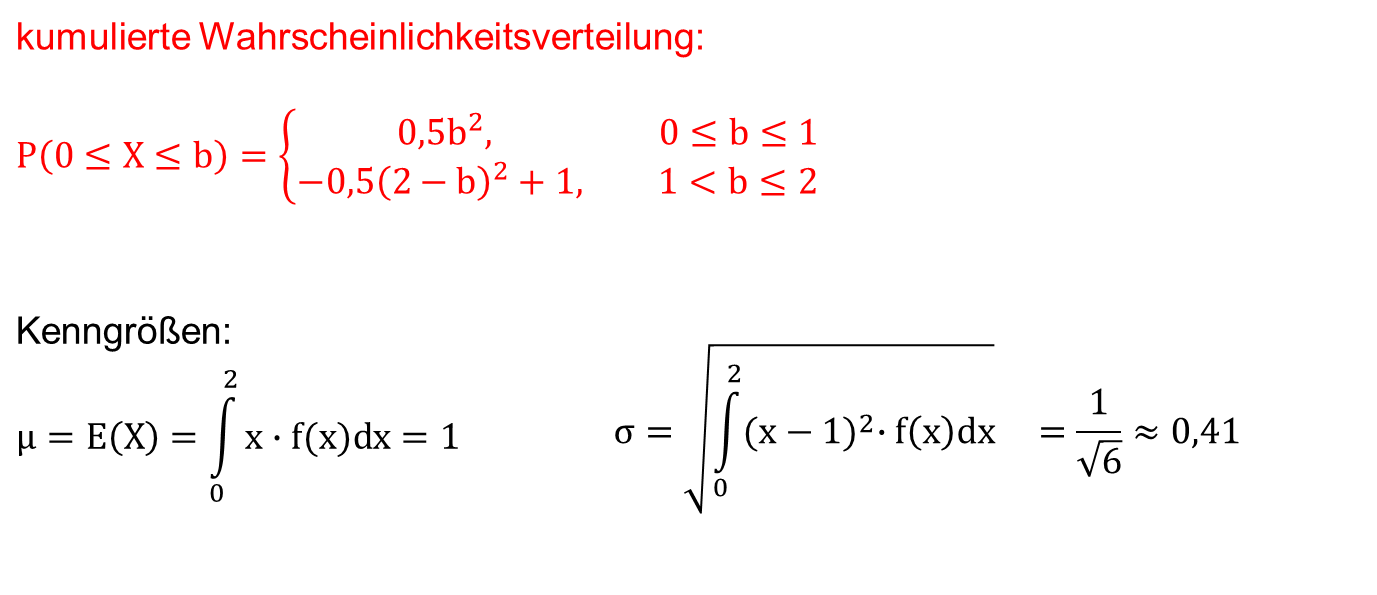 kumulierte Wahrscheinlichkeitsverteilung:
P(0 ≤ X ≤ b) = { 0,5b², 0 ≤ b ≤ 1
−0,5(2 − b)² + 1, 1 < b ≤ 2
Kenngrößen:
μ = E(X) = ∫₀² x · f(x)dx = 1 σ = √(∫₀² (x − 1)² · f(x)dx) = 1/√6 ≈ 0,41